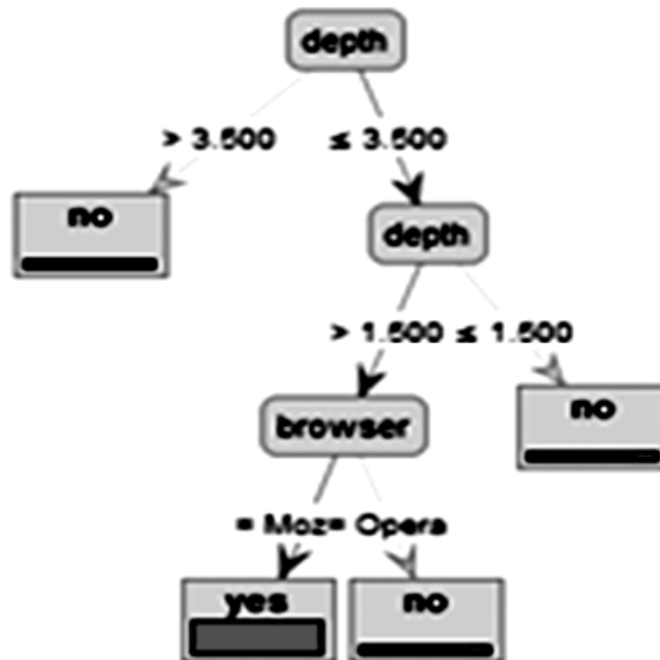 depth
> 3.500 ≤ 3.500
no
depth
> 1.500 ≤ 1.500
browser
no
= Moz= Opera
yes
no